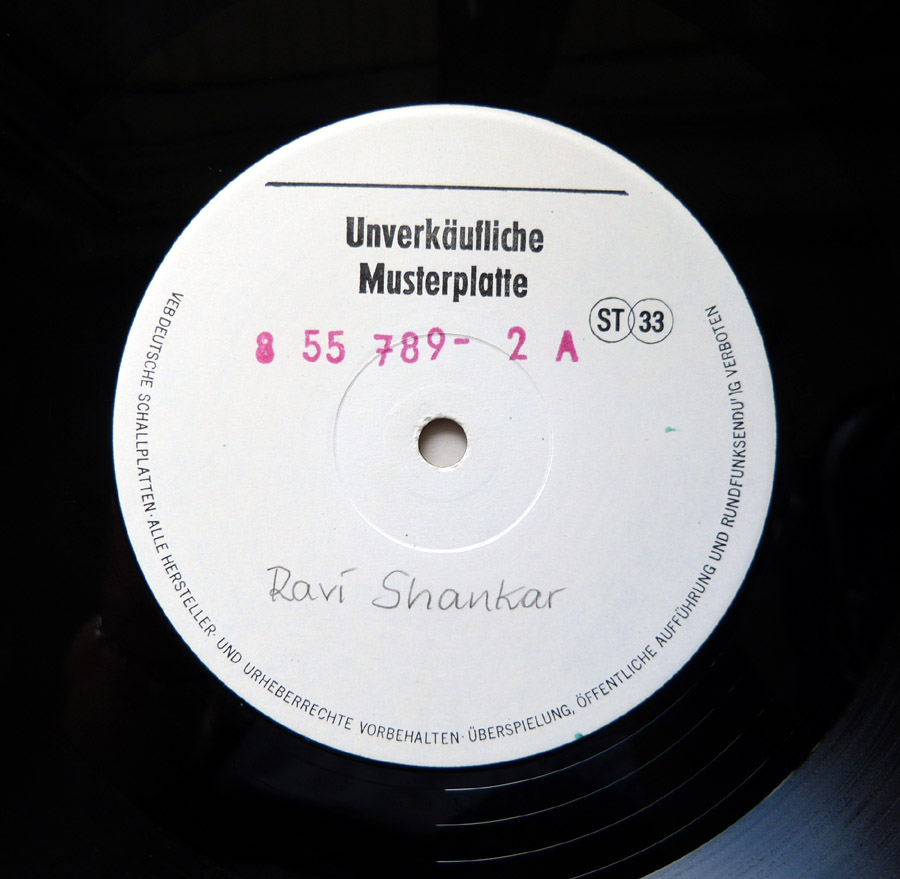 Unverkäufliche
Musterplatte
8 55 789- 2 A
ST 33
Ravi Shankar
VEB DEUTSCHE SCHALLPLATTEN · ALLE HERSTELLER- UND URHEBERRECHTE VORBEHALTEN · ÜBERSPIELUNG, ÖFFENTLICHE AUFFÜHRUNG UND RUNDFUNKSENDU'IG VERBOTEN